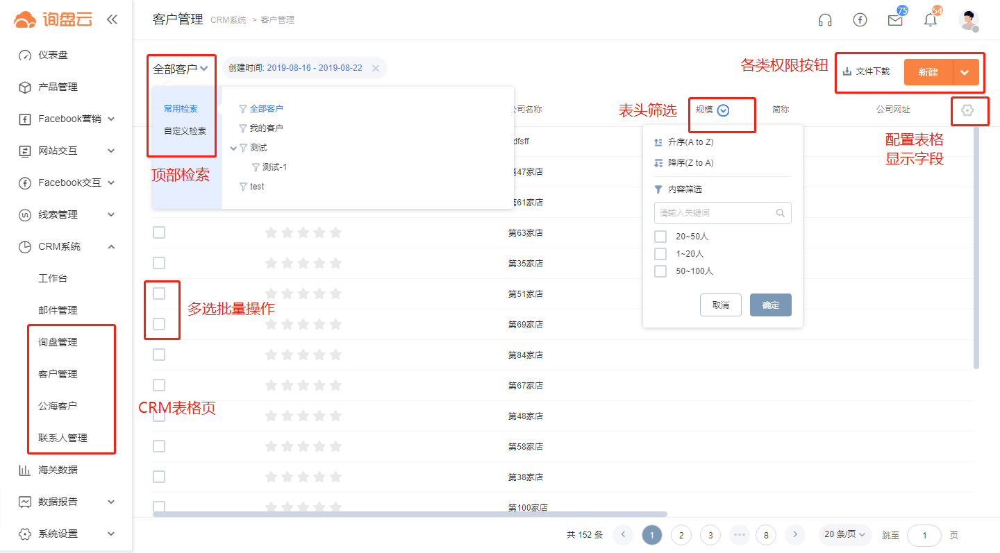 询盘云
客户管理 CRM系统 > 客户管理
75
54
仪表盘
产品管理
Facebook营销
网站交互
Facebook交互
线索管理
CRM系统
工作台
邮件管理
询盘管理
客户管理
公海客户
联系人管理
海关数据
数据报告
系统设置
全部客户
创建时间: 2019-08-16 - 2019-08-22
各类权限按钮
文件下载
新建
常用检索
自定义检索
顶部检索
全部客户
我的客户
测试
测试-1
test
公司名称
表头筛选
规模
简称
公司网址
配置表格
显示字段
升序(A to Z)
降序(Z to A)
内容筛选
请输入关键词
20~50人
1~20人
50~100人
取消
确定
dfsff
第47家店
第61家店
第63家店
第35家店
第51家店
多选批量操作
第69家店
第84家店
第67家店
CRM表格页
第48家店
第58家店
第38家店
第100家店
共 152 条
1
2
3
•••
8
20 条/页
跳至
1
页